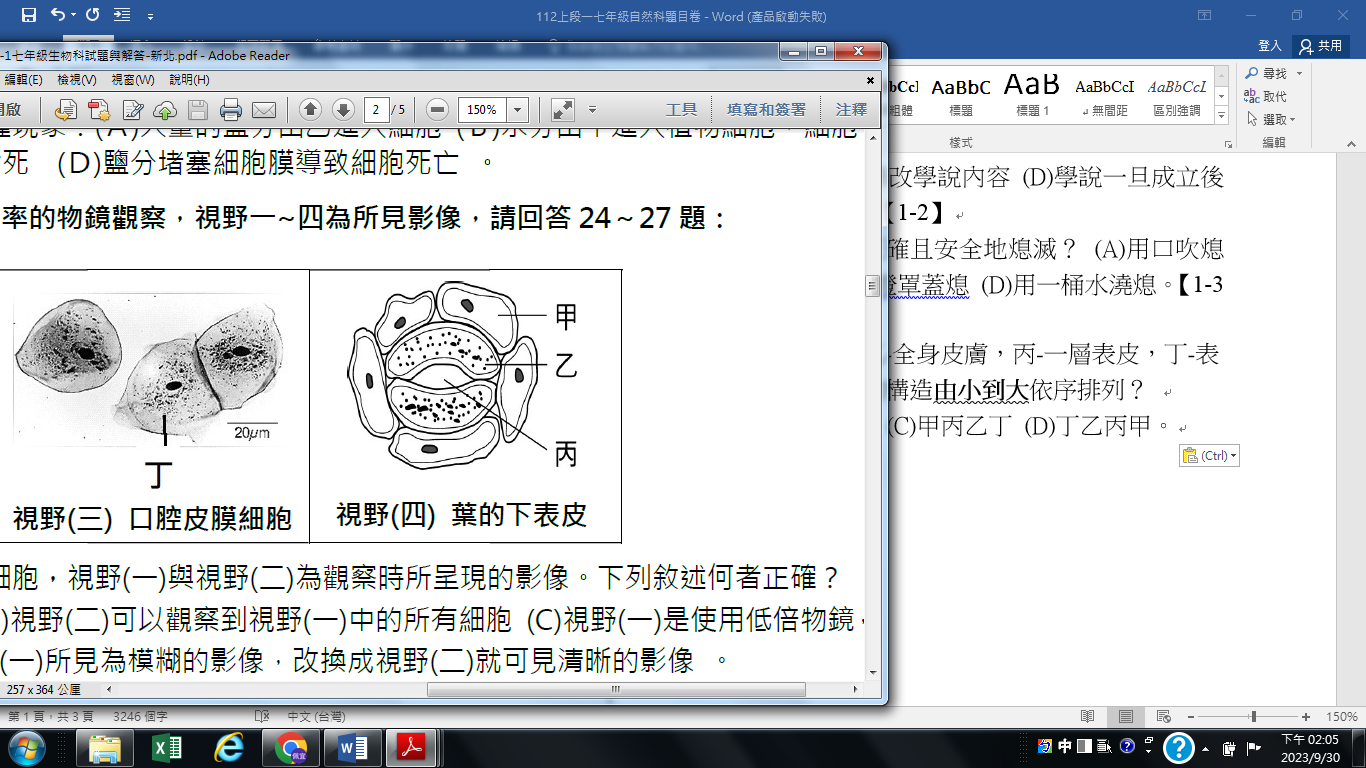 112上段一七年級自然科題目卷 - Word (產品啟動失敗)
登入 共用
-1七年級生物科試題與解答-新北.pdf - Adobe Reader
編輯(E) 檢視(V) 視窗(W) 說明(H)
開啟 2 / 5 150% 工具 填寫和簽署 註釋
AaBbC AaB AaBbCcI AaBbCcI
標題 標題 1 ↲無間距 區別強調
樣式
尋找
取代
選取
編輯
死 (D)鹽分堵塞細胞膜導致細胞死亡 。
率的物鏡觀察，視野一~四為所見影像，請回答 24～27 題：
甲
乙
丙
20μm
丁
視野(三) 口腔皮膜細胞
視野(四) 葉的下表皮
細胞，視野(一)與視野(二)為觀察時所呈現的影像。下列敘述何者正確？
)視野(二)可以觀察到視野(一)中的所有細胞 (C)視野(一)是使用低倍物鏡
(一)所見為模糊的影像，改換成視野(二)就可見清晰的影像 。
257 x 364 公厘
改學說內容 (D)學說一旦成立後
【1-2】
確且安全地熄滅？ (A)用口吹熄
燈罩蓋熄 (D)用一桶水澆熄。【1-3
全身皮膚，丙-一層表皮，丁-表
構造由小到大依序排列？
(C)甲丙乙丁 (D)丁乙丙甲。
(Ctrl)
第 1 頁，共 3 頁 3246 個字 中文 (台灣) 150%
中
下午 02:05
2023/9/30